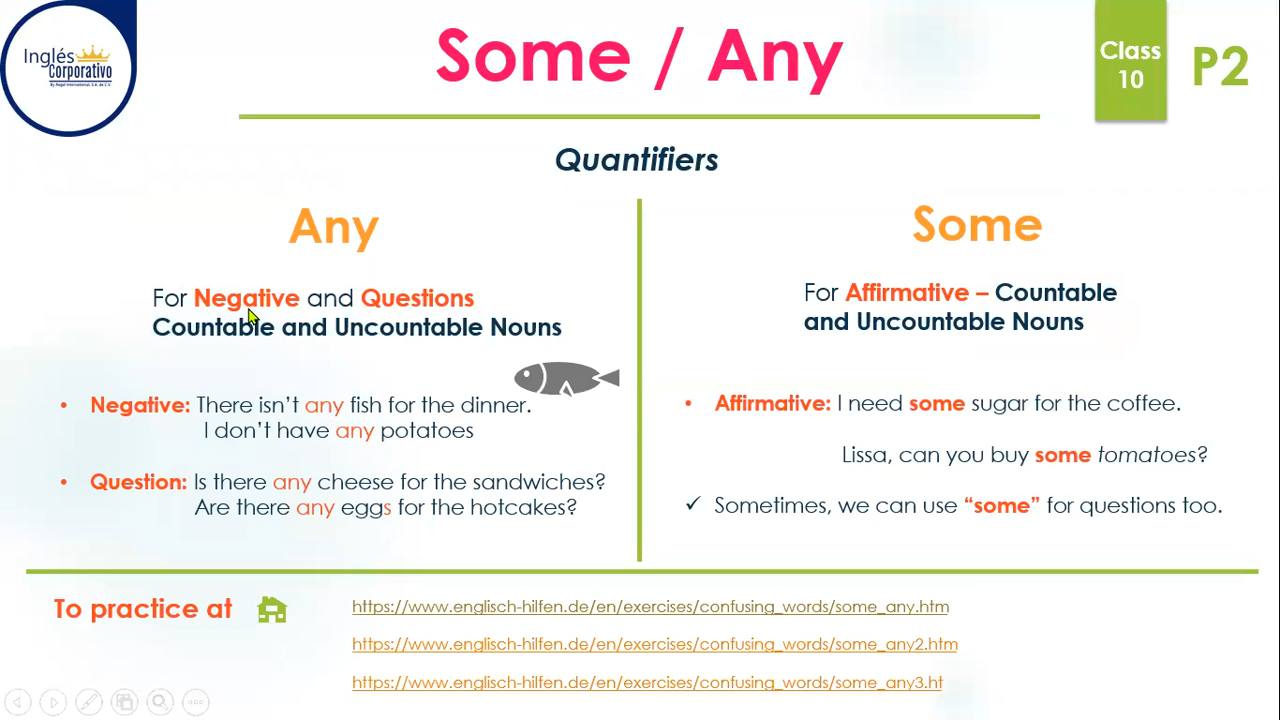 Inglés
Corporativo
By Regal International, S.A. de C.V.
Some / Any
Class
10
P2
Quantifiers
Any
For Negative and Questions
Countable and Uncountable Nouns
• Negative: There isn’t any fish for the dinner.
I don’t have any potatoes
• Question: Is there any cheese for the sandwiches?
Are there any eggs for the hotcakes?
Some
For Affirmative – Countable
and Uncountable Nouns
• Affirmative: I need some sugar for the coffee.
Lissa, can you buy some tomatoes?
✓ Sometimes, we can use “some” for questions too.
To practice at
https://www.englisch-hilfen.de/en/exercises/confusing_words/some_any.htm
https://www.englisch-hilfen.de/en/exercises/confusing_words/some_any2.htm
https://www.englisch-hilfen.de/en/exercises/confusing_words/some_any3.ht